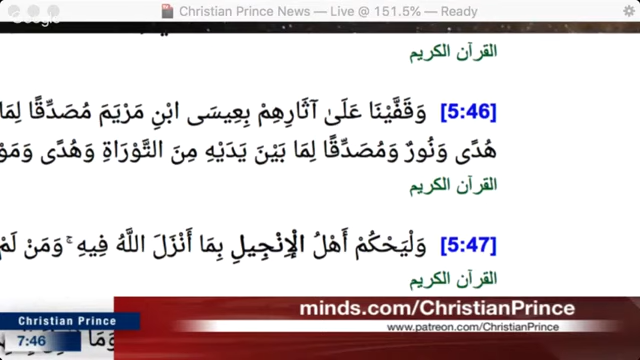 Christian Prince News — Live @ 151.5% — Ready
القرآن الكريم
[5:46] وَقَفَّيْنَا عَلَىٰ آثَارِهِمْ بِعِيسَى ابْنِ مَرْيَمَ مُصَدِّقًا لِمَا
هُدًى وَنُورٌ وَمُصَدِّقًا لِمَا بَيْنَ يَدَيْهِ مِنَ التَّوْرَاةِ وَهُدًى وَمَوْ
القرآن الكريم
[5:47] وَلْيَحْكُمْ أَهْلُ الْإِنْجِيلِ بِمَا أَنْزَلَ اللَّهُ فِيهِ ۚ وَمَنْ لَمْ
القرآن الكريم
minds.com/ChristianPrince
Christian Prince
www.patreon.com/ChristianPrince
7:46